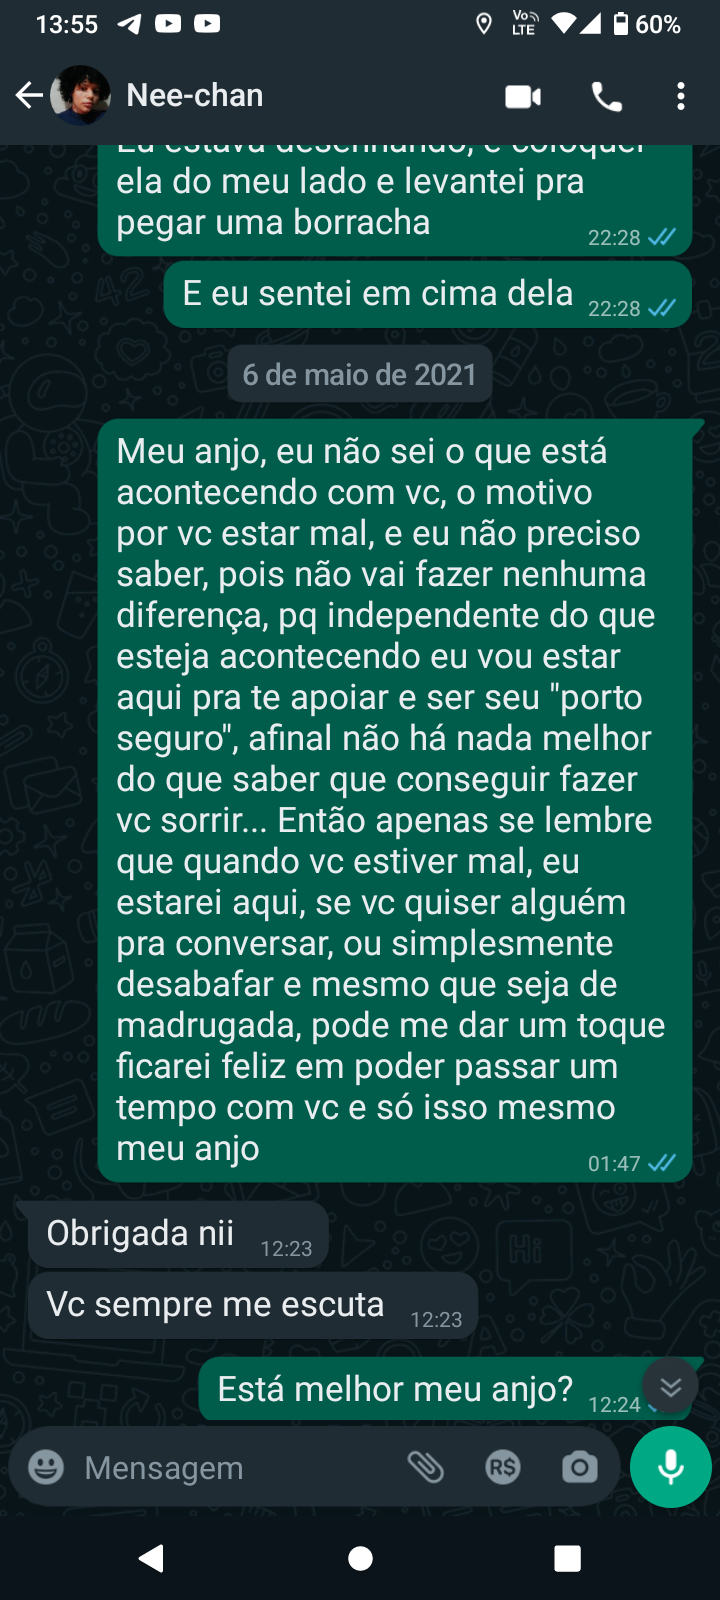 13:55
Vo
LTE
60%
Nee-chan
Eu estava desenhando, e coloquei
ela do meu lado e levantei pra
pegar uma borracha
22:28
E eu sentei em cima dela 22:28
6 de maio de 2021
Meu anjo, eu não sei o que está
acontecendo com vc, o motivo
por vc estar mal, e eu não preciso
saber, pois não vai fazer nenhuma
diferença, pq independente do que
esteja acontecendo eu vou estar
aqui pra te apoiar e ser seu "porto
seguro", afinal não há nada melhor
do que saber que conseguir fazer
vc sorrir... Então apenas se lembre
que quando vc estiver mal, eu
estarei aqui, se vc quiser alguém
pra conversar, ou simplesmente
desabafar e mesmo que seja de
madrugada, pode me dar um toque
ficarei feliz em poder passar um
tempo com vc e só isso mesmo
meu anjo
01:47
Obrigada nii 12:23
Vc sempre me escuta 12:23
Está melhor meu anjo? 12:24
Mensagem
R$